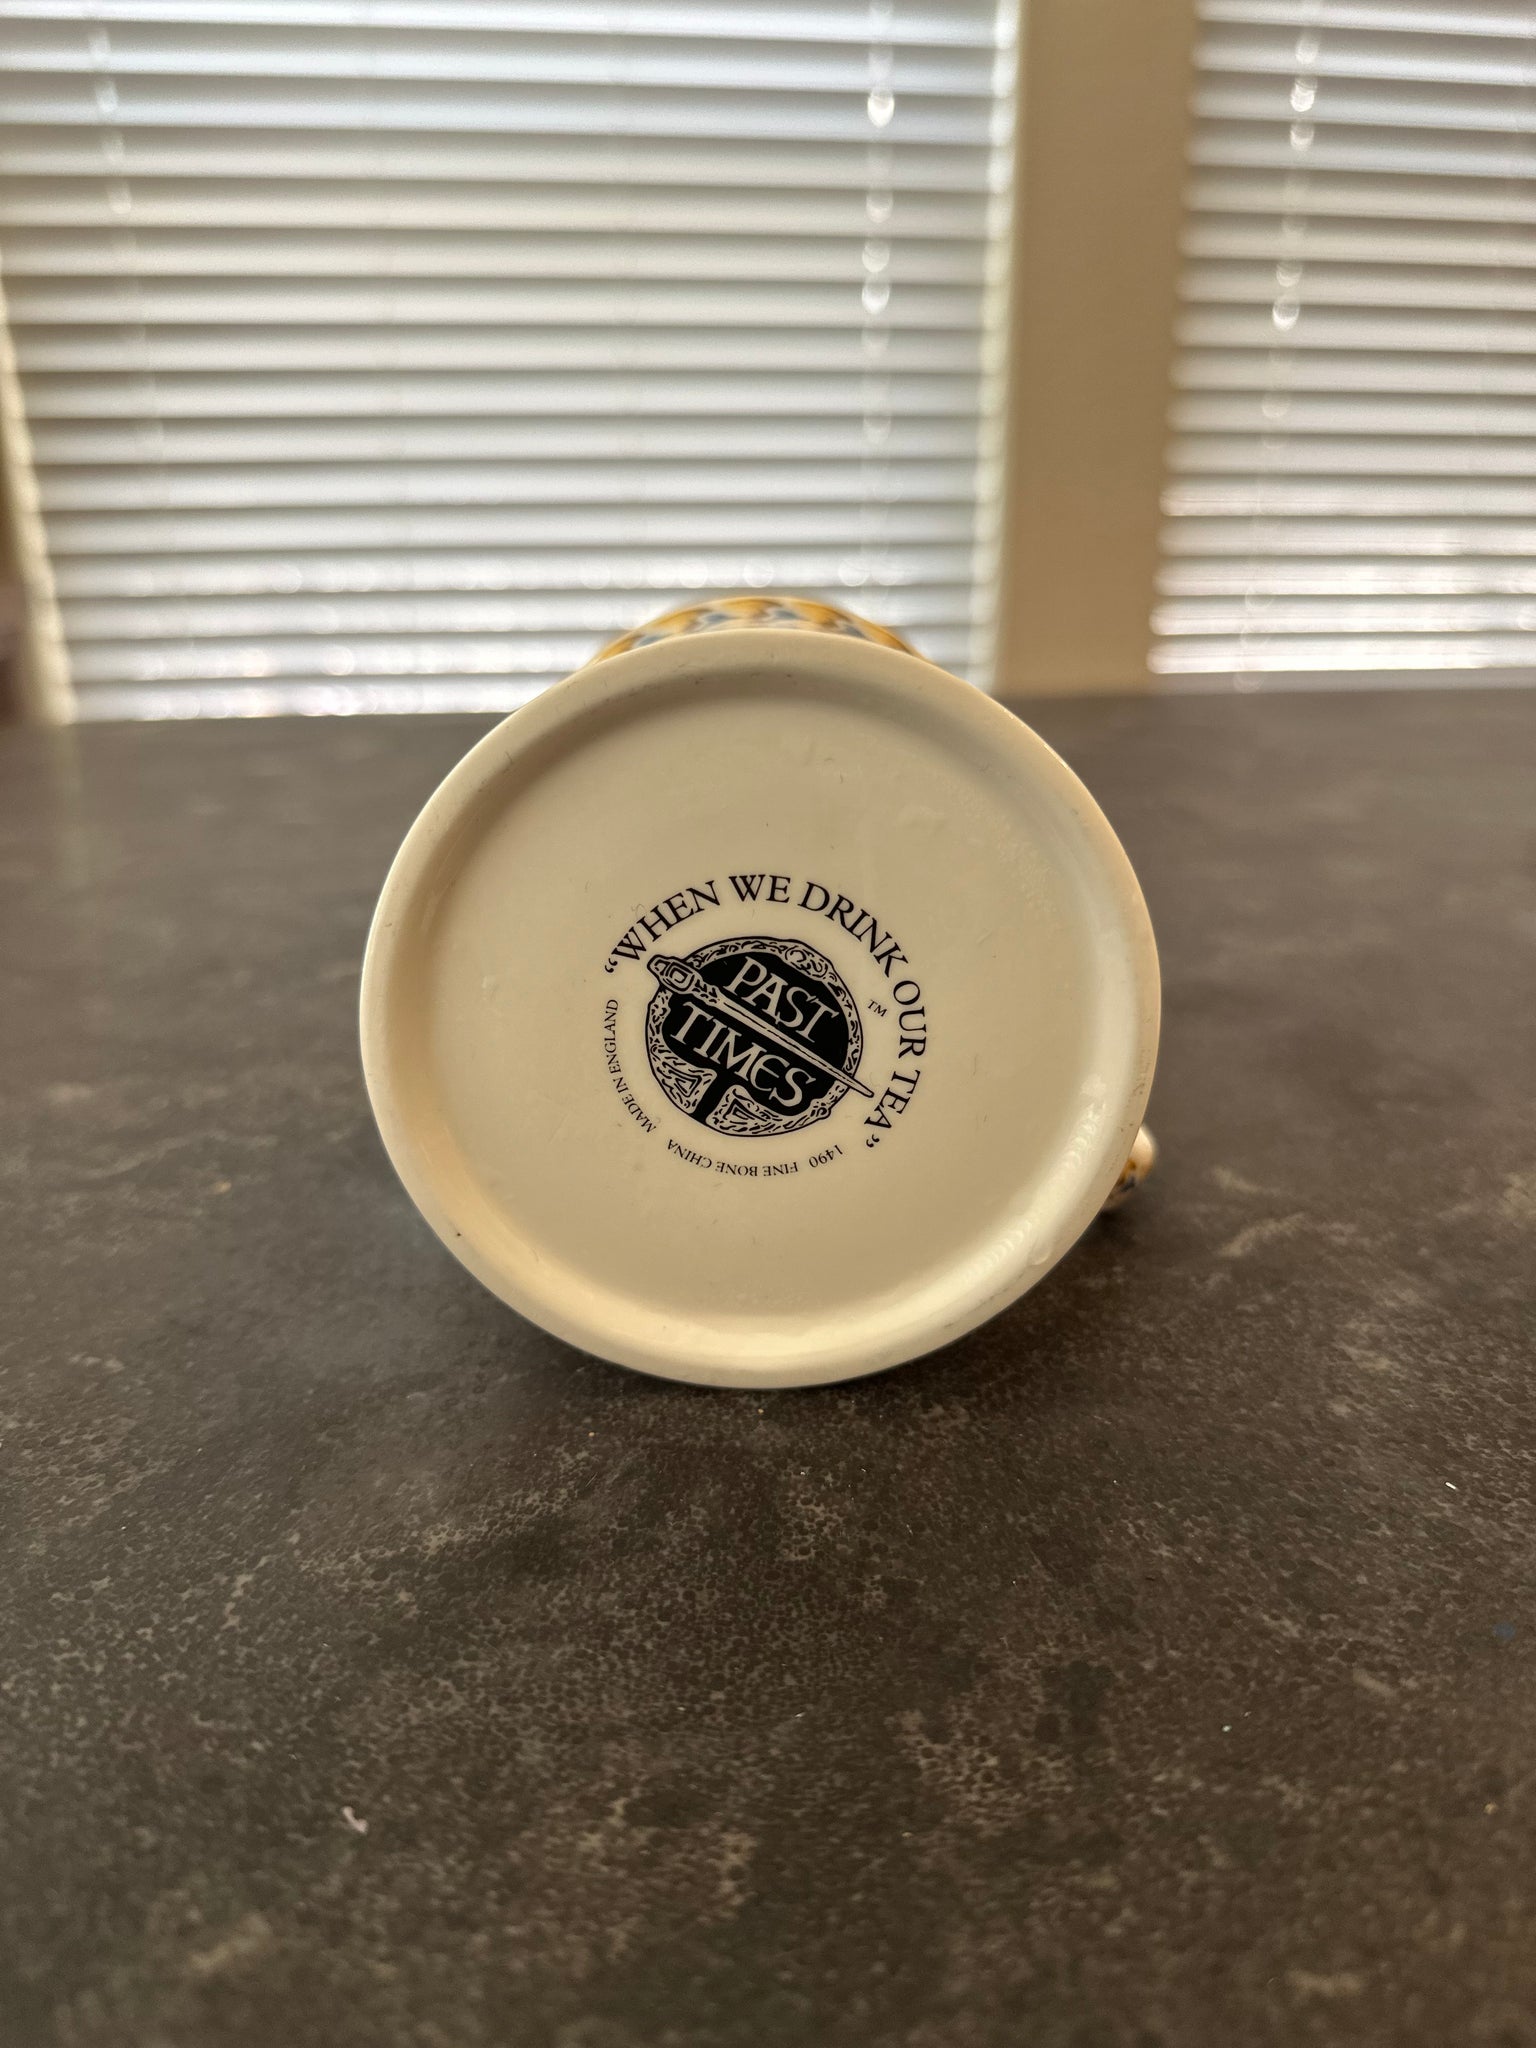 “WHEN WE DRINK OUR TEA”
PAST
TIMES
™
1490 FINE BONE CHINA MADE IN ENGLAND